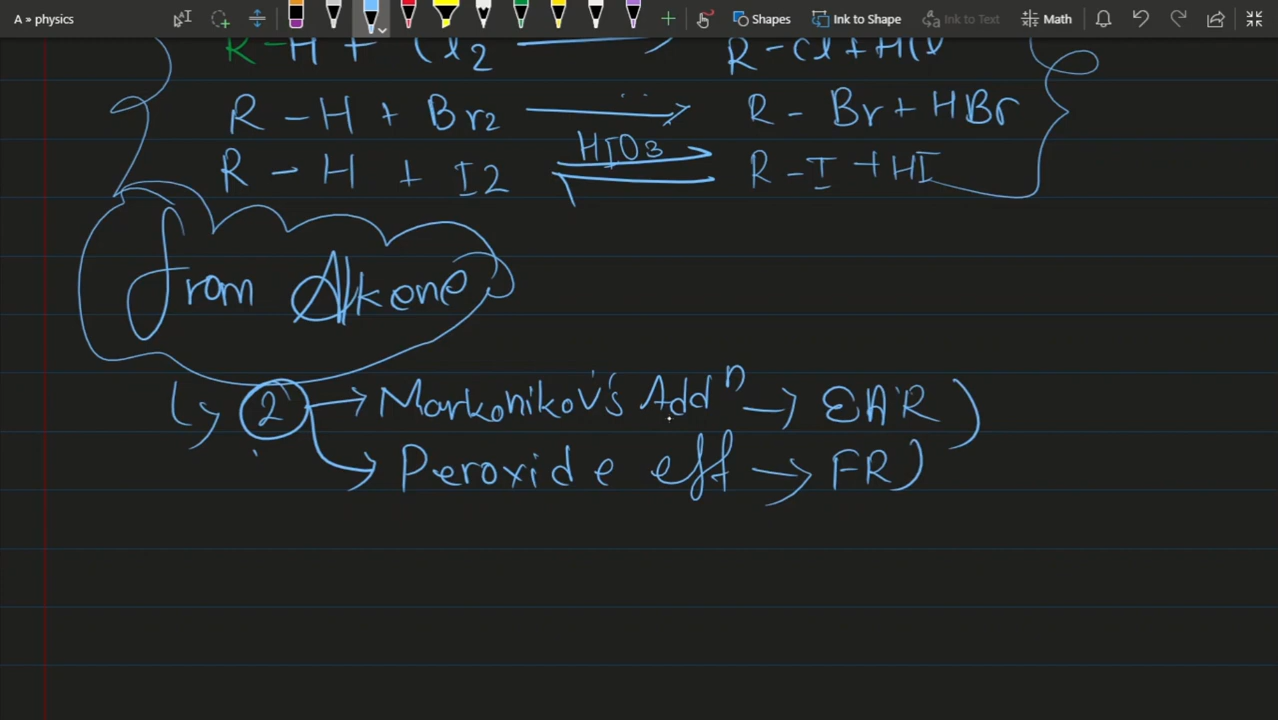 A » physics
Shapes
Ink to Shape
Ink to Text
Math
R - H + Cl2 → R - Cl + HCl
R - H + Br2 → R - Br + HBr
HIO3
R - H + I2 ⇌ R - I + HI
from Alkene
2 → Markonikov's Addn → EAR)
→ Peroxide eff → FR)